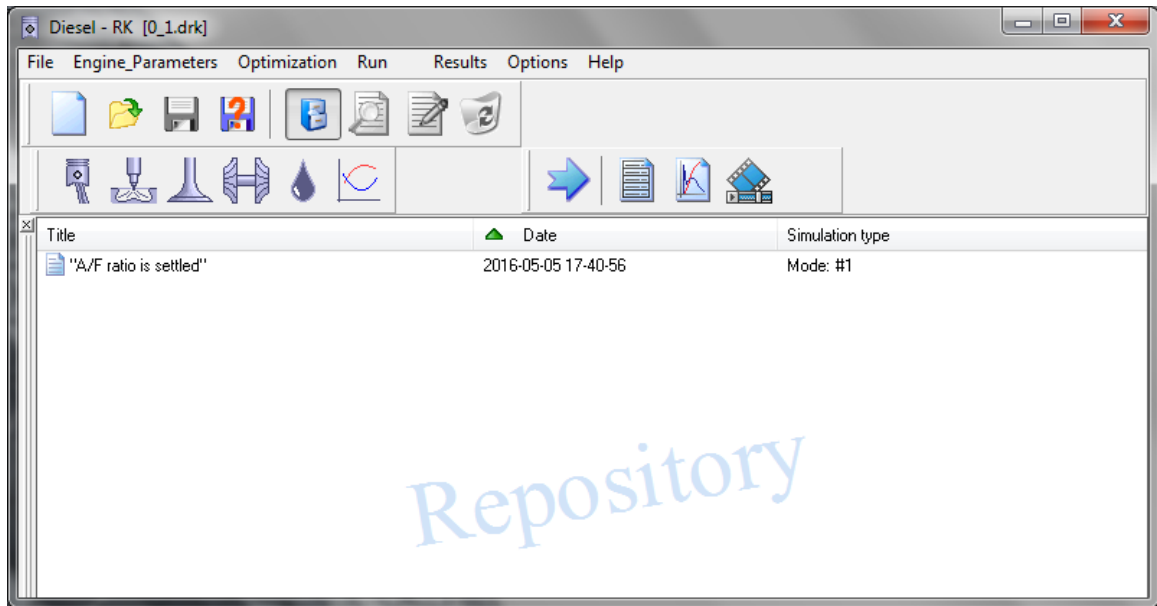 Diesel - RK [0_1.drk]
File Engine_Parameters Optimization Run Results Options Help
Title Date Simulation type
"A/F ratio is settled" 2016-05-05 17-40-56 Mode: #1
Repository